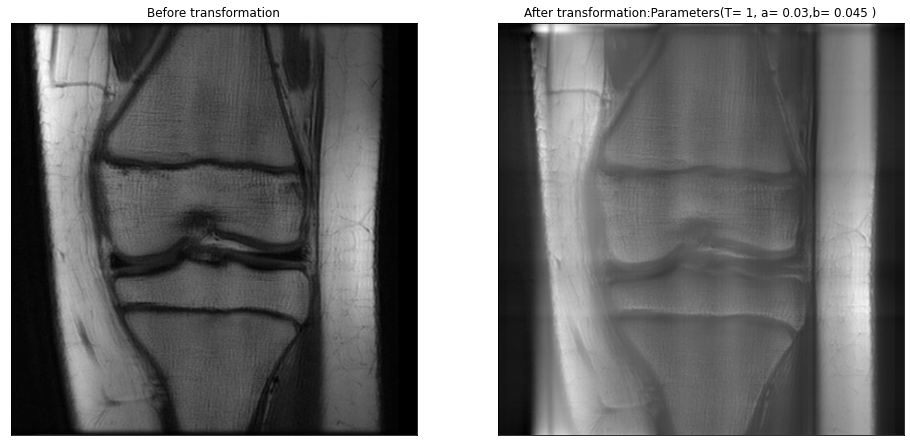 Before transformation
After transformation:Parameters(T= 1, a= 0.03,b= 0.045 )